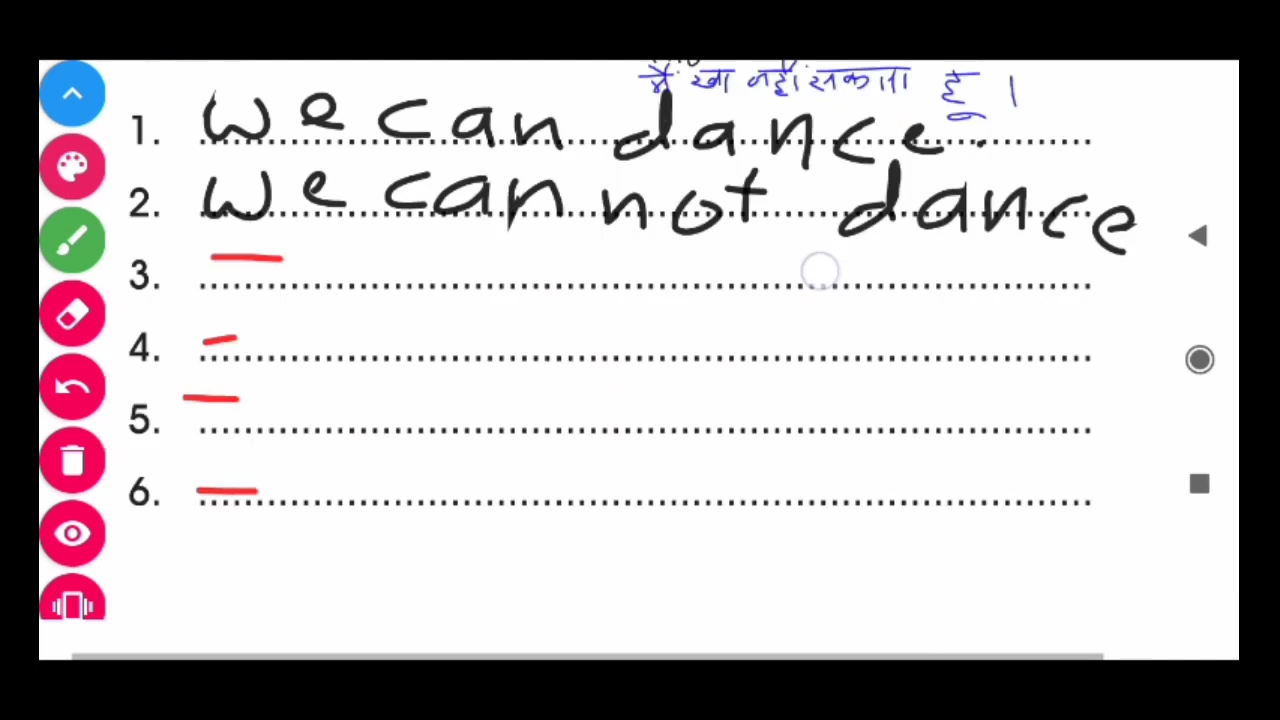 मैं खा नहीं सकता हूँ।
1. we can dance.
2. we can not dance
3.
4.
5.
6.